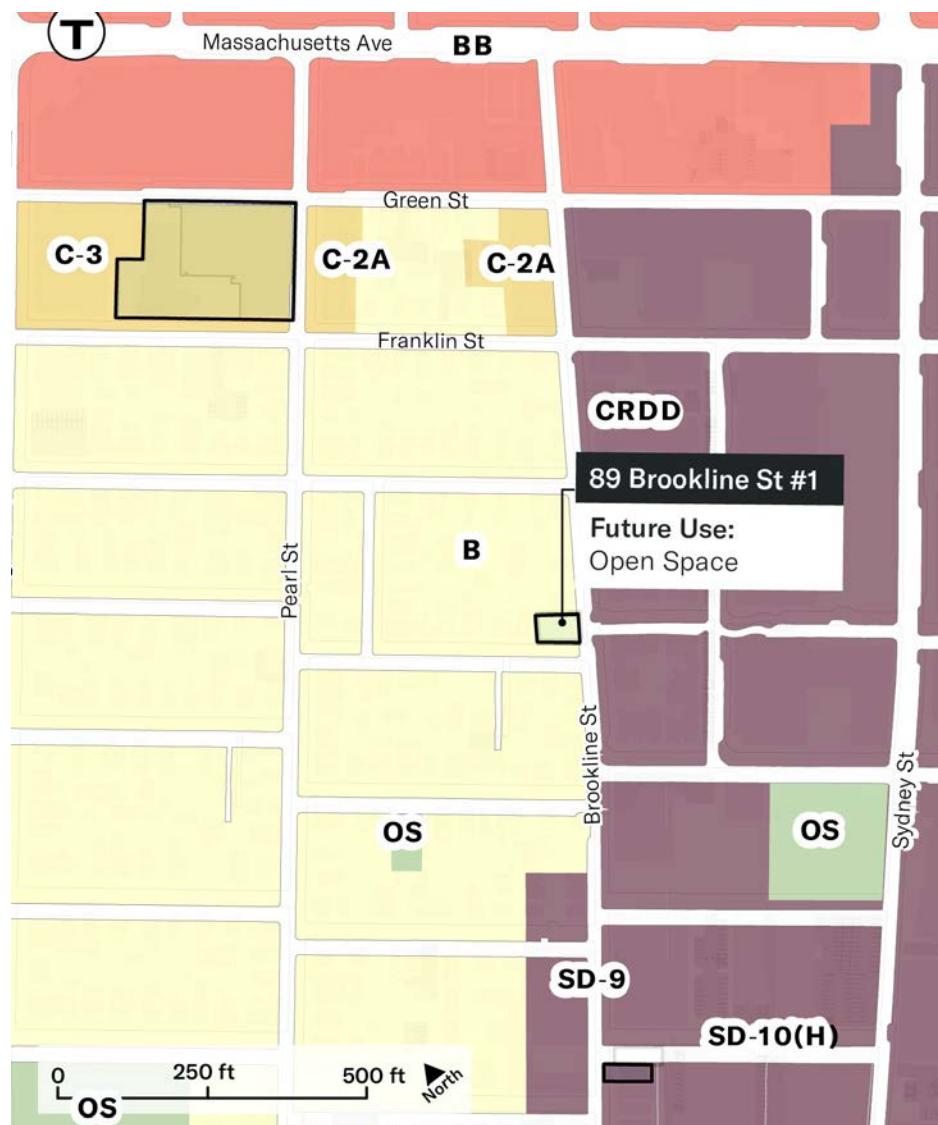 T
Massachusetts Ave
BB
Green St
C-3
C-2A
C-2A
Franklin St
CRDD
89 Brookline St #1
Future Use:
Open Space
B
Pearl St
Brookline St
Sydney St
OS
OS
SD-9
SD-10(H)
0
250 ft
500 ft
North
OS